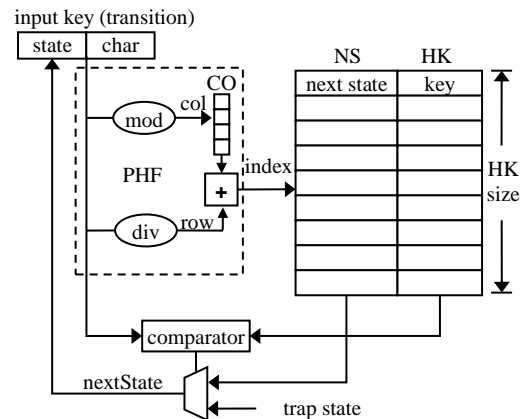 input key (transition)
state char
NS HK
next state key
CO
mod col
PHF
+
index
HK
size
div row
comparator
nextState
trap state